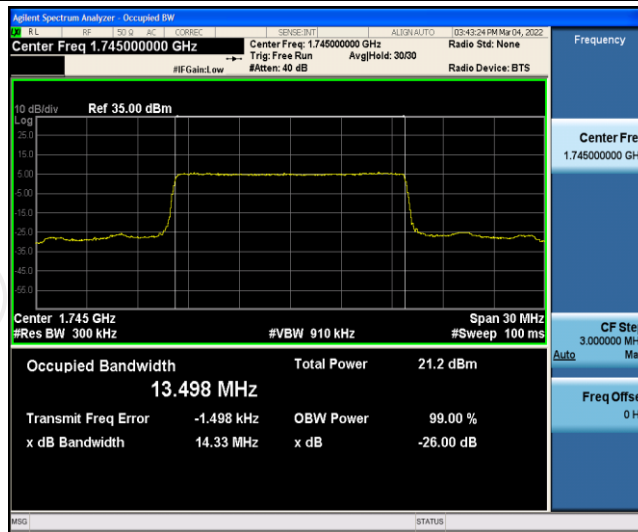 Agilent Spectrum Analyzer - Occupied BW
RL RF 50 Ω AC CORREC SENSE:INT ALIGN AUTO 03:43:24 PM Mar 04, 2022
Center Freq 1.745000000 GHz Center Freq: 1.745000000 GHz Radio Std: None Frequency
Trig: Free Run Avg|Hold: 30/30
#IFGain:Low #Atten: 40 dB Radio Device: BTS
10 dB/div Ref 35.00 dBm
Log
25.0
15.0
5.00
-5.00
-15.0
-25.0
-35.0
-45.0
-55.0
Center Fre
1.745000000 GH
Center 1.745 GHz Span 30 MHz
#Res BW 300 kHz #VBW 910 kHz #Sweep 100 ms
CF Ste
3.000000 MH
Auto Ma
Occupied Bandwidth Total Power 21.2 dBm
13.498 MHz
Freq Offse
0 H
Transmit Freq Error -1.498 kHz OBW Power 99.00 %
x dB Bandwidth 14.33 MHz x dB -26.00 dB
MSG STATUS